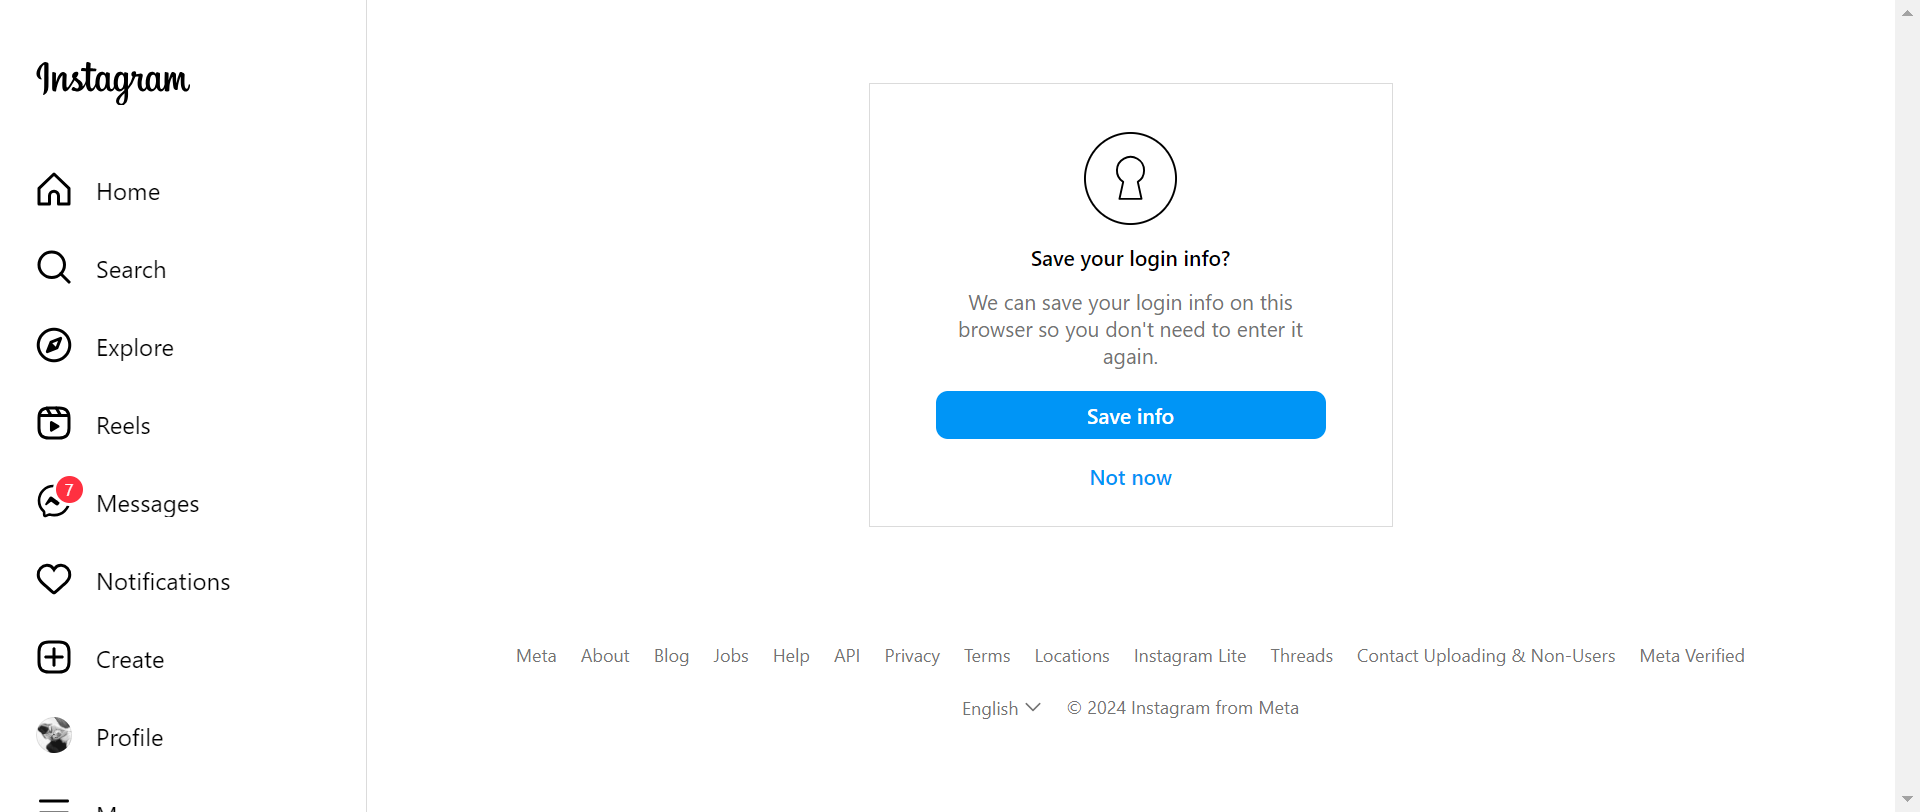 Instagram
Home
Search
Explore
Reels
7
Messages
Notifications
Create
Profile
Save your login info?
We can save your login info on this
browser so you don't need to enter it
again.
Save info
Not now
Meta About Blog Jobs Help API Privacy Terms Locations Instagram Lite Threads Contact Uploading & Non-Users Meta Verified
English © 2024 Instagram from Meta